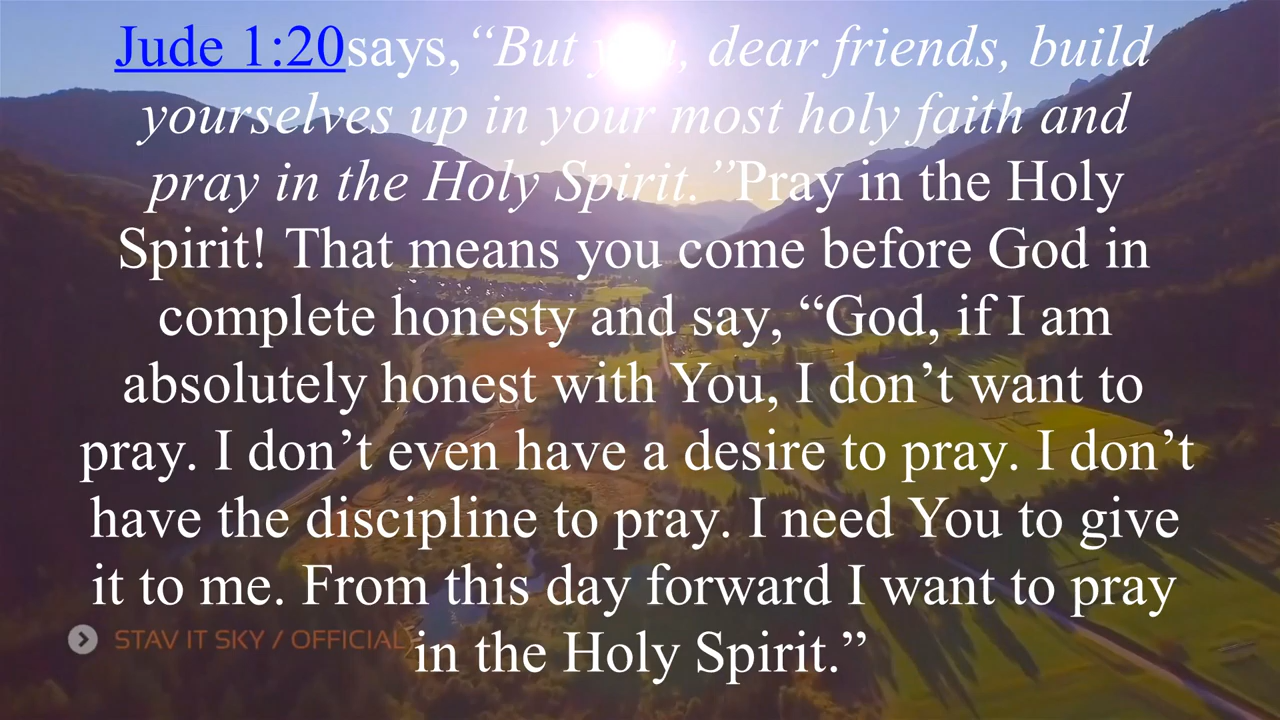 Jude 1:20says, “But you, dear friends, build
yourselves up in your most holy faith and
pray in the Holy Spirit.”Pray in the Holy
Spirit! That means you come before God in
complete honesty and say, “God, if I am
absolutely honest with You, I don’t want to
pray. I don’t even have a desire to pray. I don’t
have the discipline to pray. I need You to give
it to me. From this day forward I want to pray
in the Holy Spirit.”
STAV IT SKY / OFFICIAL